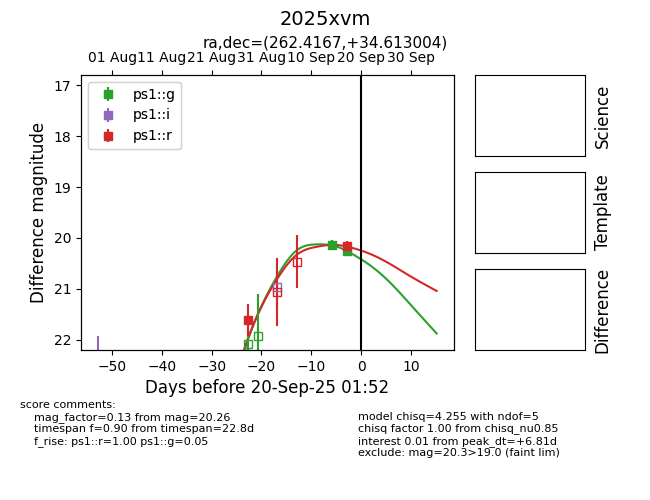 2025xvm
ra,dec=(262.4167,+34.613004)
01 Aug 11 Aug 21 Aug 31 Aug 10 Sep 20 Sep 30 Sep
ps1::g
ps1::i
ps1::r
17
18
19
20
21
22
Difference magnitude
−50 −40 −30 −20 −10 0 10
Days before 20-Sep-25 01:52
Science
Template
Difference
score comments:
mag_factor=0.13 from mag=20.26
timespan f=0.90 from timespan=22.8d
f_rise: ps1::r=1.00 ps1::g=0.05
model chisq=4.255 with ndof=5
chisq factor 1.00 from chisq_nu0.85
interest 0.01 from peak_dt=+6.81d
exclude: mag=20.3>19.0 (faint lim)